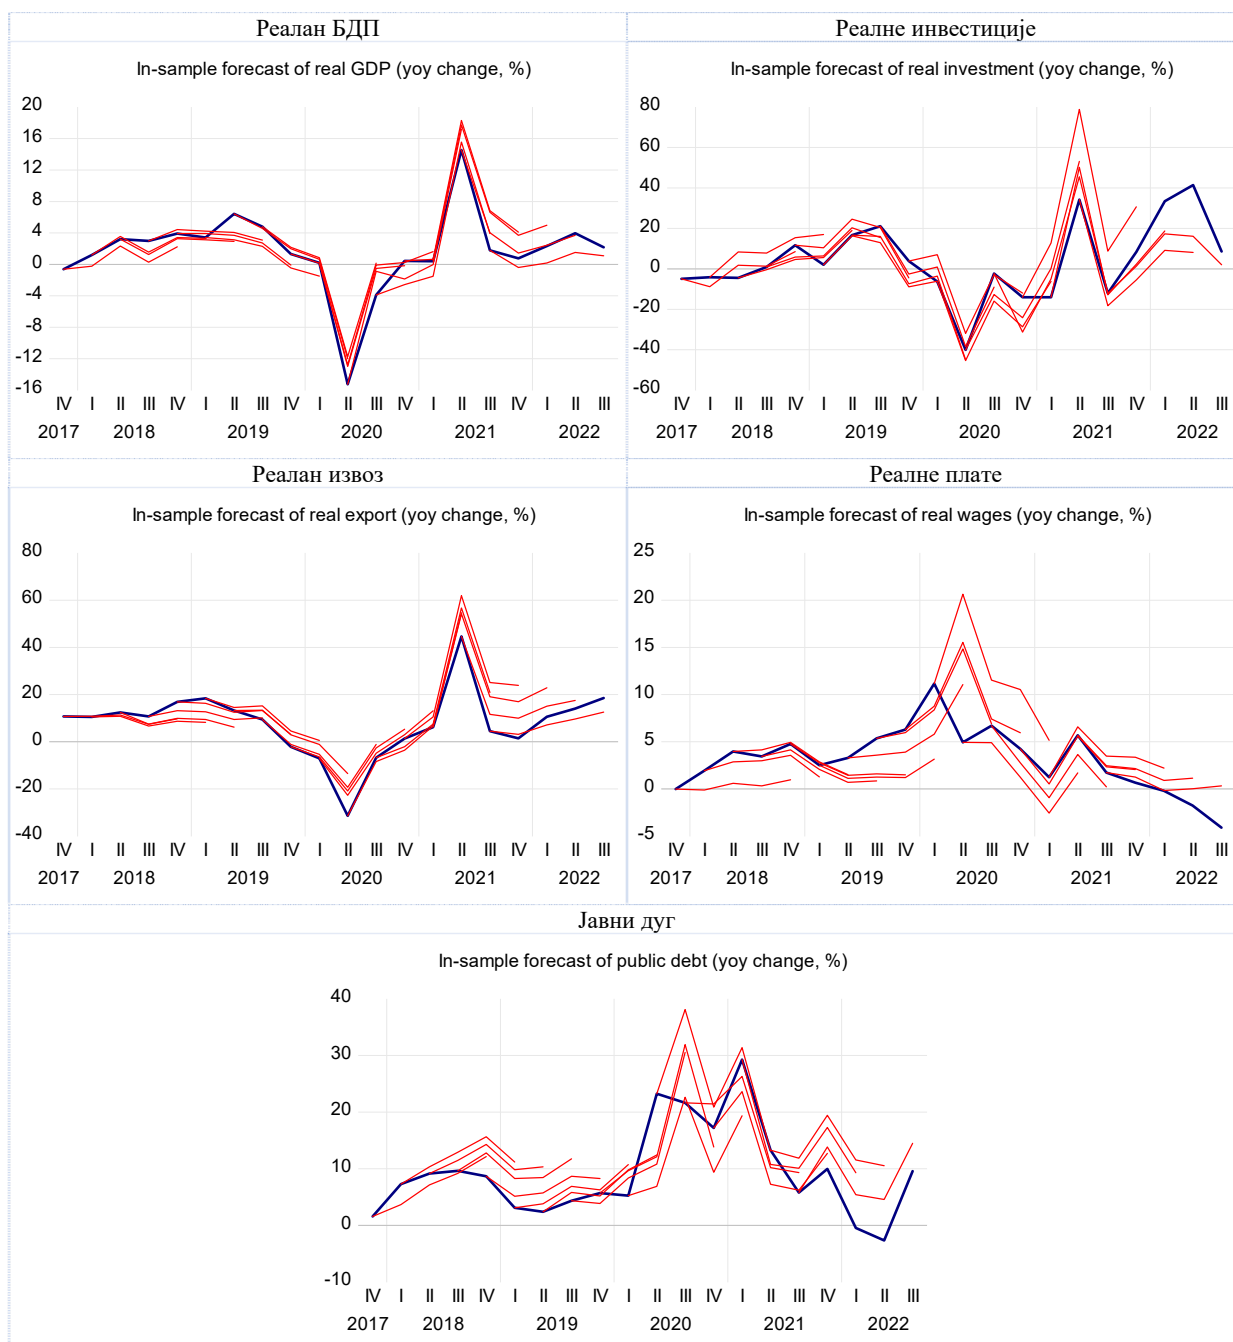 Реалан БДП
In-sample forecast of real GDP (yoy change, %)
20
16
12
8
4
0
-4
-8
-12
-16
IV I II III IV I II III IV I II III IV I II III IV I II III
2017 2018 2019 2020 2021 2022
Реалне инвестиције
In-sample forecast of real investment (yoy change, %)
80
60
40
20
0
-20
-40
-60
IV I II III IV I II III IV I II III IV I II III IV I II III
2017 2018 2019 2020 2021 2022
Реалан извоз
In-sample forecast of real export (yoy change, %)
80
60
40
20
0
-20
-40
IV I II III IV I II III IV I II III IV I II III IV I II III
2017 2018 2019 2020 2021 2022
Реалне плате
In-sample forecast of real wages (yoy change, %)
25
20
15
10
5
0
-5
IV I II III IV I II III IV I II III IV I II III IV I II III
2017 2018 2019 2020 2021 2022
Јавни дуг
In-sample forecast of public debt (yoy change, %)
40
30
20
10
0
-10
IV I II III IV I II III IV I II III IV I II III IV I II III
2017 2018 2019 2020 2021 2022